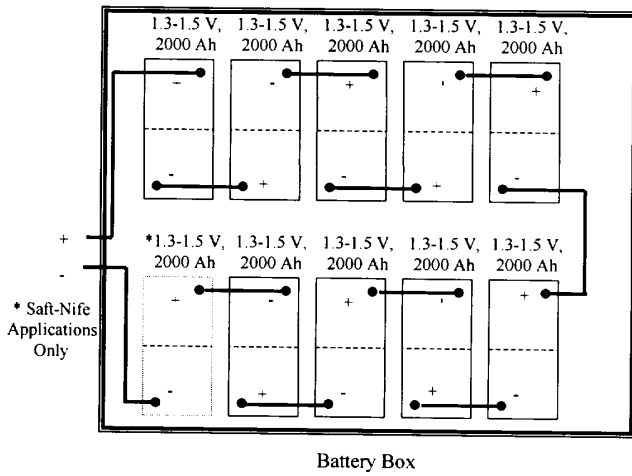 1.3-1.5 V, 1.3-1.5 V, 1.3-1.5 V, 1.3-1.5 V, 1.3-1.5 V,
2000 Ah 2000 Ah 2000 Ah 2000 Ah 2000 Ah
+ - + - +
- + - + -
*1.3-1.5 V, 1.3-1.5 V, 1.3-1.5 V, 1.3-1.5 V, 1.3-1.5 V,
2000 Ah 2000 Ah 2000 Ah 2000 Ah 2000 Ah
+
-
* Saft-Nife
Applications
Only
+ - + - +
- + - + -
Battery Box